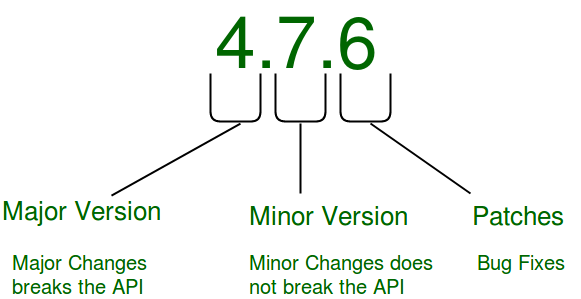 4.7.6
Major Version
Minor Version
Patches
Major Changes
breaks the API
Minor Changes does
not break the API
Bug Fixes